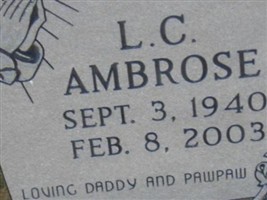 L.C.
AMBROSE
SEPT. 3, 1940
FEB. 8, 2003
LOVING DADDY AND PAWPAW